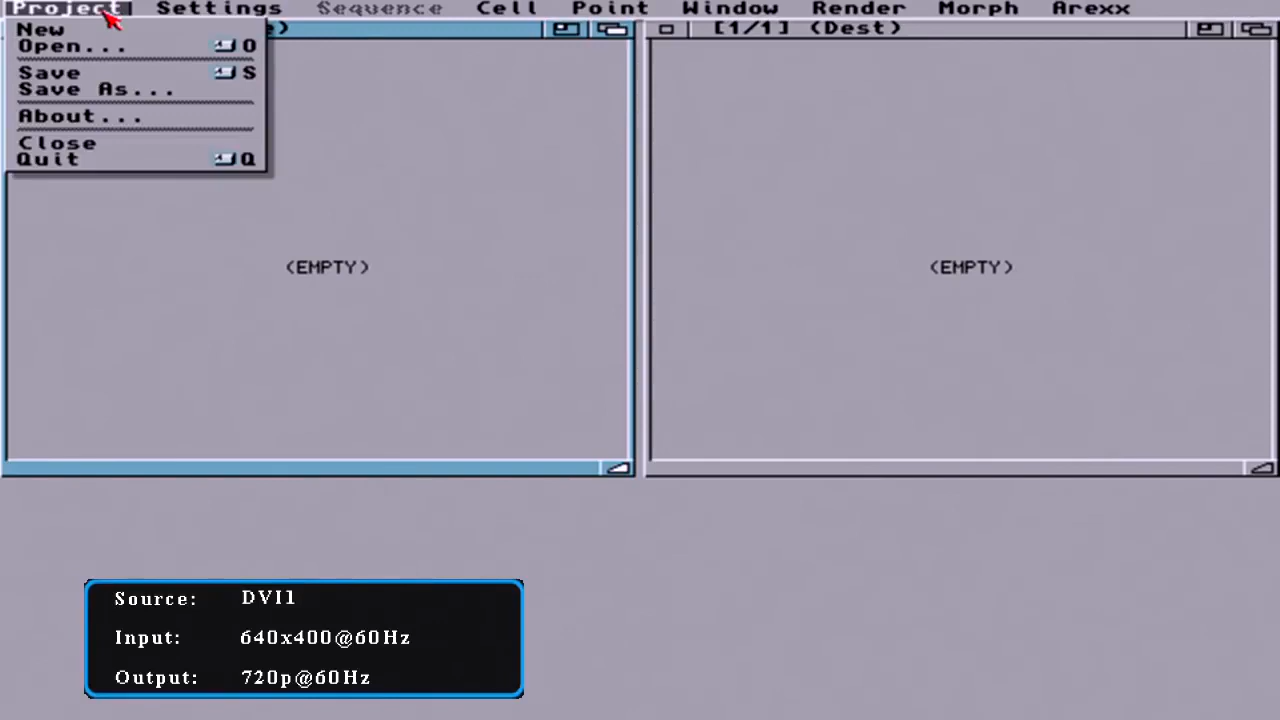 Project Settings Sequence Cell Point Window Render Morph Arexx
New
Open... O
Save S
Save As...
About...
Close
Quit Q
e)
[1/1] (Dest)
(EMPTY)
(EMPTY)
Source: DVI1
Input: 640x400@60Hz
Output: 720p@60Hz